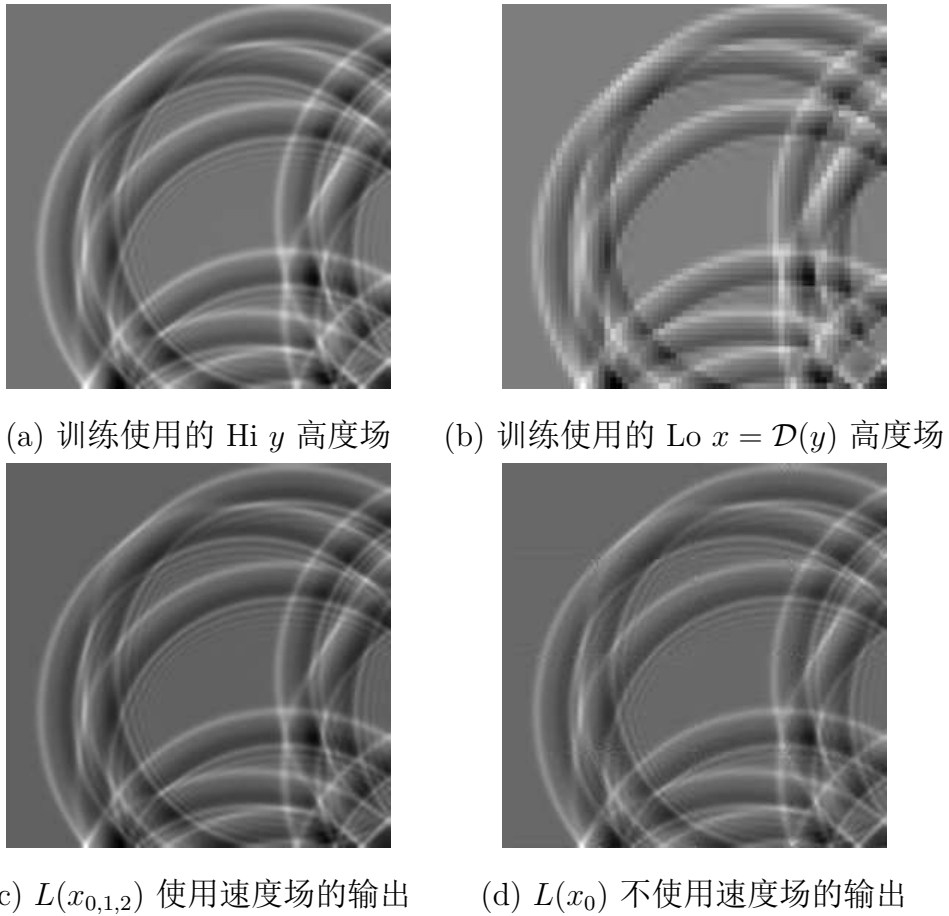 (a) 训练使用的 Hi y 高度场
(b) 训练使用的 Lo x = D(y) 高度场
c) L(x₀,₁,₂) 使用速度场的输出
(d) L(x₀) 不使用速度场的输出